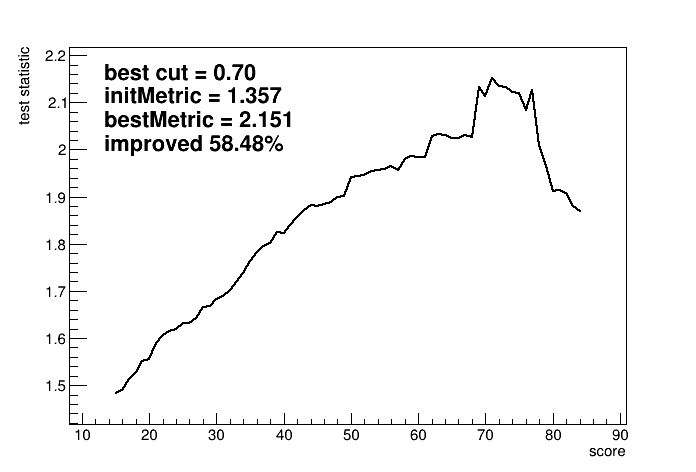 test statistic
2.2
2.1
2
1.9
1.8
1.7
1.6
1.5
best cut = 0.70
initMetric = 1.357
bestMetric = 2.151
improved 58.48%
10 20 30 40 50 60 70 80 90
score